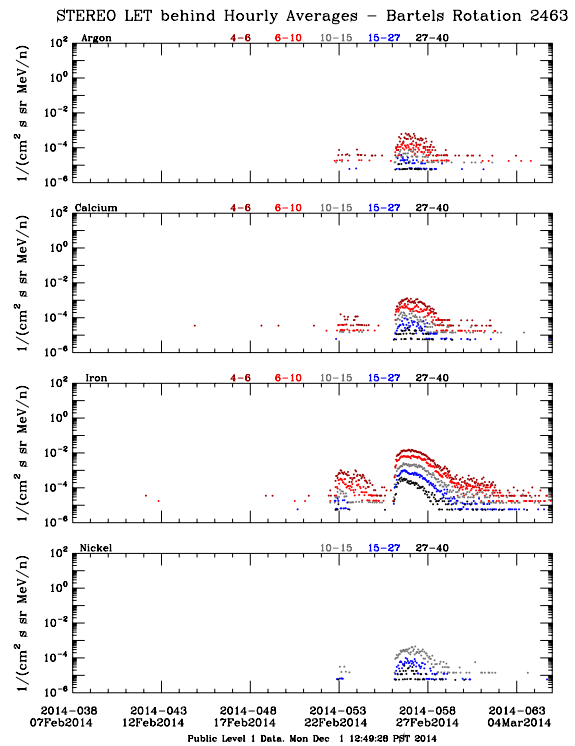 STEREO LET behind Hourly Averages - Bartels Rotation 2463
Argon 4-6 6-10 10-15 15-27 27-40
10^2
10^0
10^-2
10^-4
10^-6
1/(cm^2 s sr MeV/n)
Calcium 4-6 6-10 10-15 15-27 27-40
10^2
10^0
10^-2
10^-4
10^-6
1/(cm^2 s sr MeV/n)
Iron 4-6 6-10 10-15 15-27 27-40
10^2
10^0
10^-2
10^-4
10^-6
1/(cm^2 s sr MeV/n)
Nickel 10-15 15-27 27-40
10^2
10^0
10^-2
10^-4
10^-6
1/(cm^2 s sr MeV/n)
2014-038 2014-043 2014-048 2014-053 2014-058 2014-063
07Feb2014 12Feb2014 17Feb2014 22Feb2014 27Feb2014 04Mar2014
Public Level 1 Data, Mon Dec 1 12:49:28 PST 2014